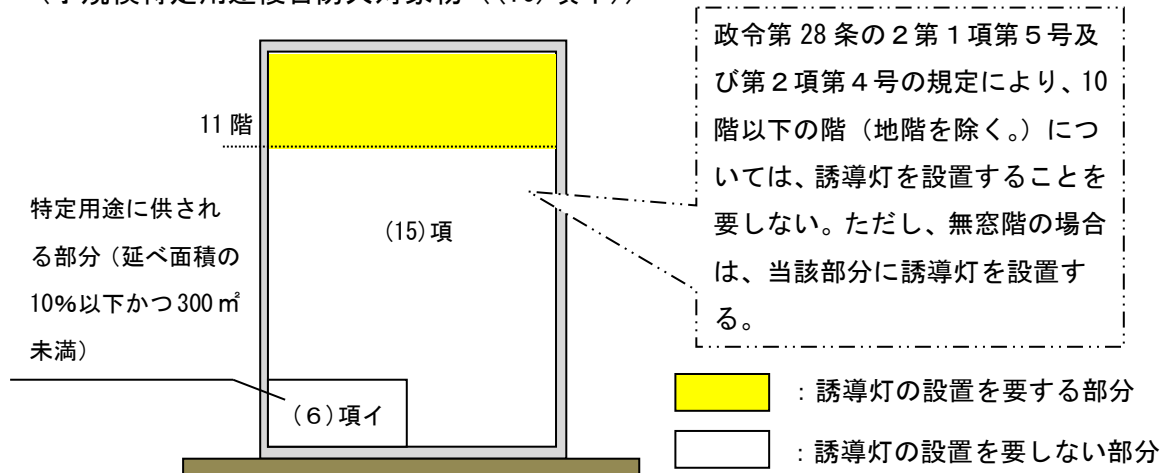 (小規模特定用途複合防火対象物((16)項イ))
11階
特定用途に供され
る部分(延べ面積の
10%以下かつ300㎡
未満)
(15)項
(6)項イ
政令第28条の2第1項第5号及
び第2項第4号の規定により、10
階以下の階(地階を除く。)につ
いては、誘導灯を設置することを
要しない。ただし、無窓階の場合
は、当該部分に誘導灯を設置す
る。
:誘導灯の設置を要する部分
:誘導灯の設置を要しない部分